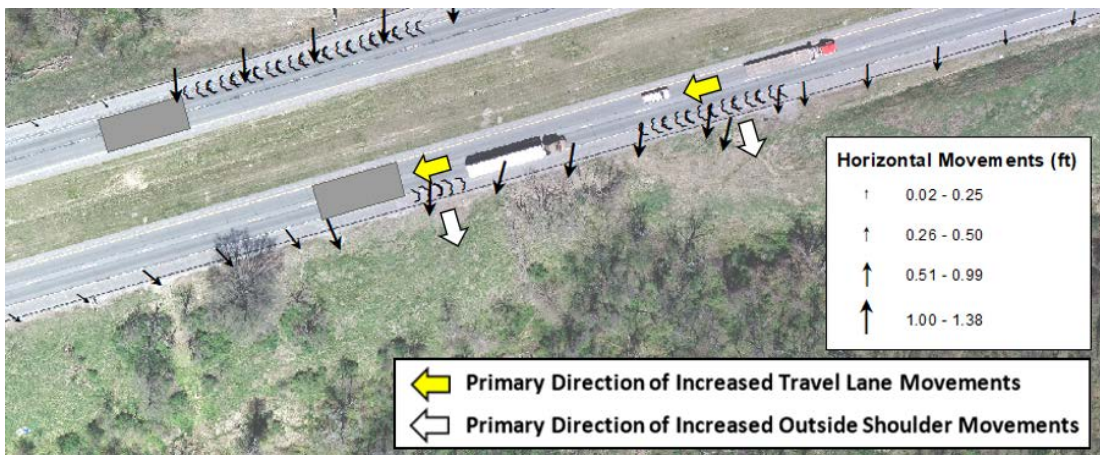 Horizontal Movements (ft)
0.02 - 0.25
0.26 - 0.50
0.51 - 0.99
1.00 - 1.38
Primary Direction of Increased Travel Lane Movements
Primary Direction of Increased Outside Shoulder Movements